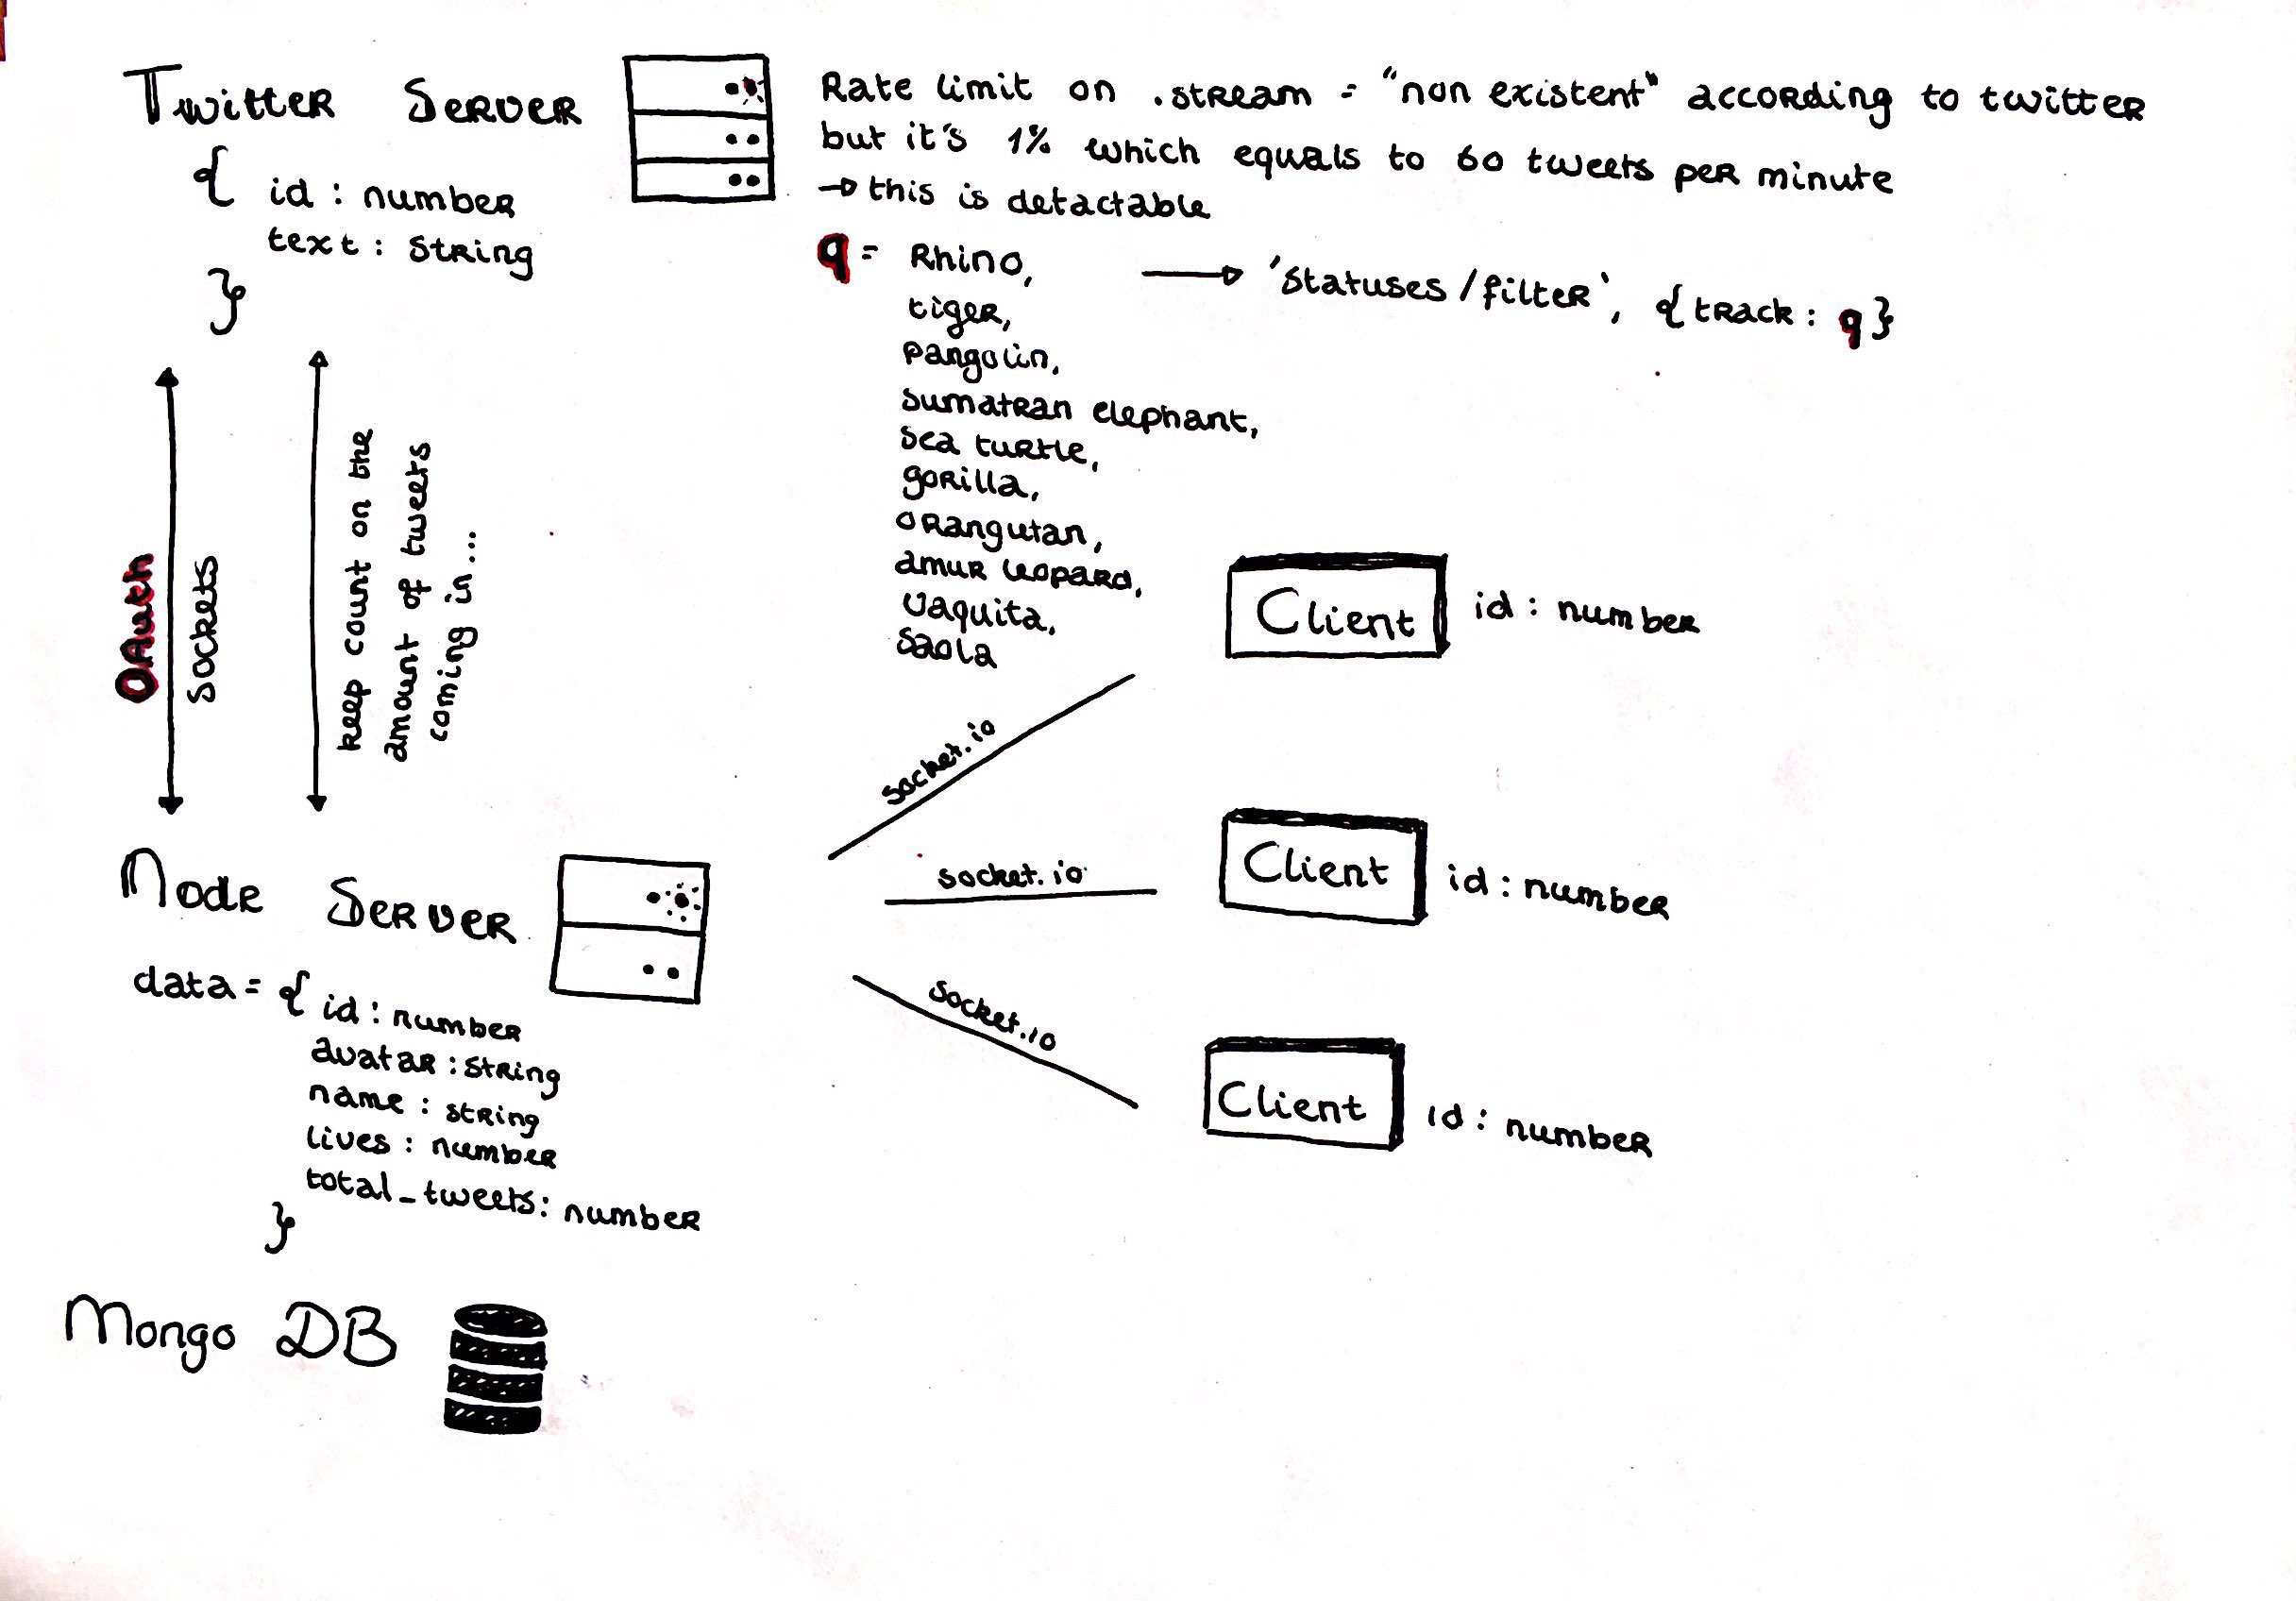 Twitter Server
{ id : number
text : string
}
Rate limit on .stream = "non existent" according to twitter
but it's 1% which equals to 60 tweets per minute
→ this is detactable
q = Rhino,
tiger,
pangolin,
sumatran elephant,
sea turtle,
gorilla,
orangutan,
amur leopard,
vaquita,
saola
→ 'statuses /filter', { track : q }
OAuth
sockets
keep count on the
amount of tweets
coming in...
socket.io
socket.io
socket.io
Client id : number
Client id : number
Client id : number
Node Server
data = { id : number
avatar : string
name : string
lives : number
total_tweets : number
}
Mongo DB